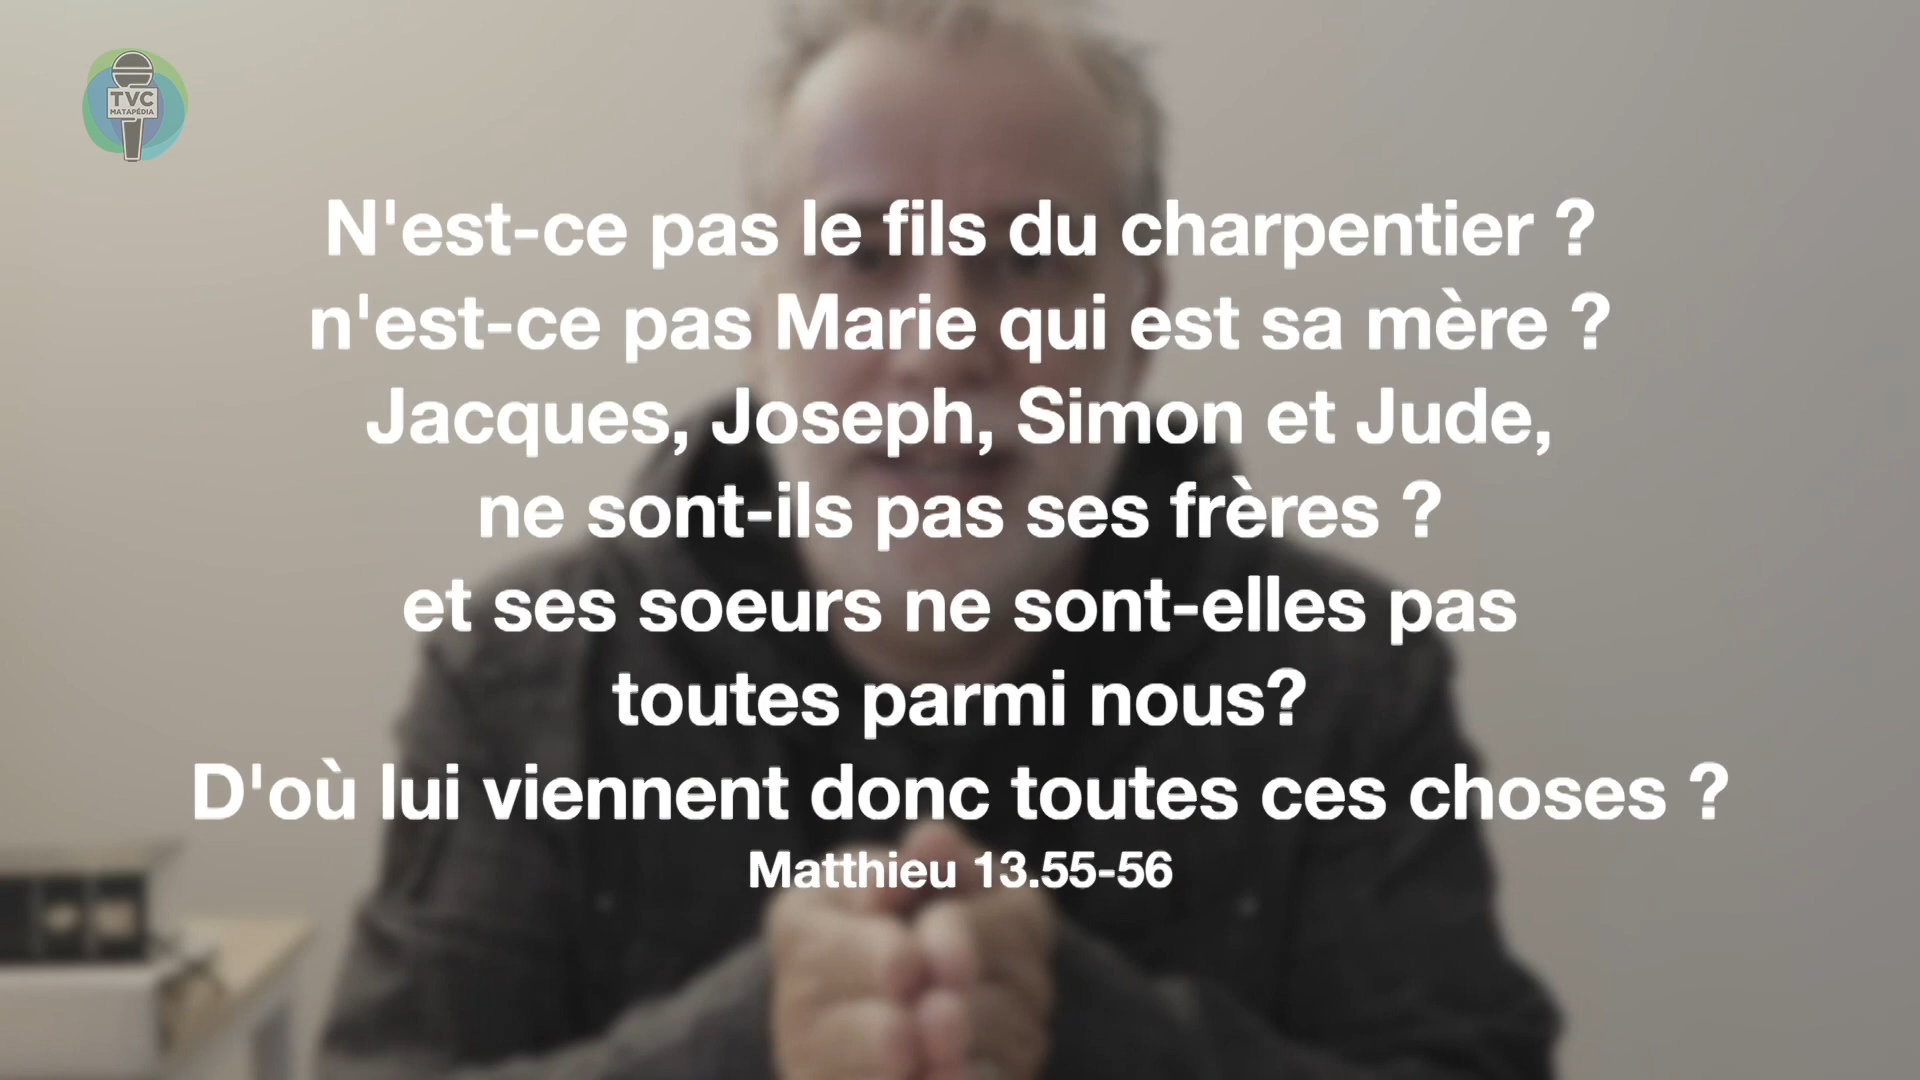 TVC
MATAPÉDIA
N'est-ce pas le fils du charpentier ?
n'est-ce pas Marie qui est sa mère ?
Jacques, Joseph, Simon et Jude,
ne sont-ils pas ses frères ?
et ses soeurs ne sont-elles pas
toutes parmi nous?
D'où lui viennent donc toutes ces choses ?
Matthieu 13.55-56